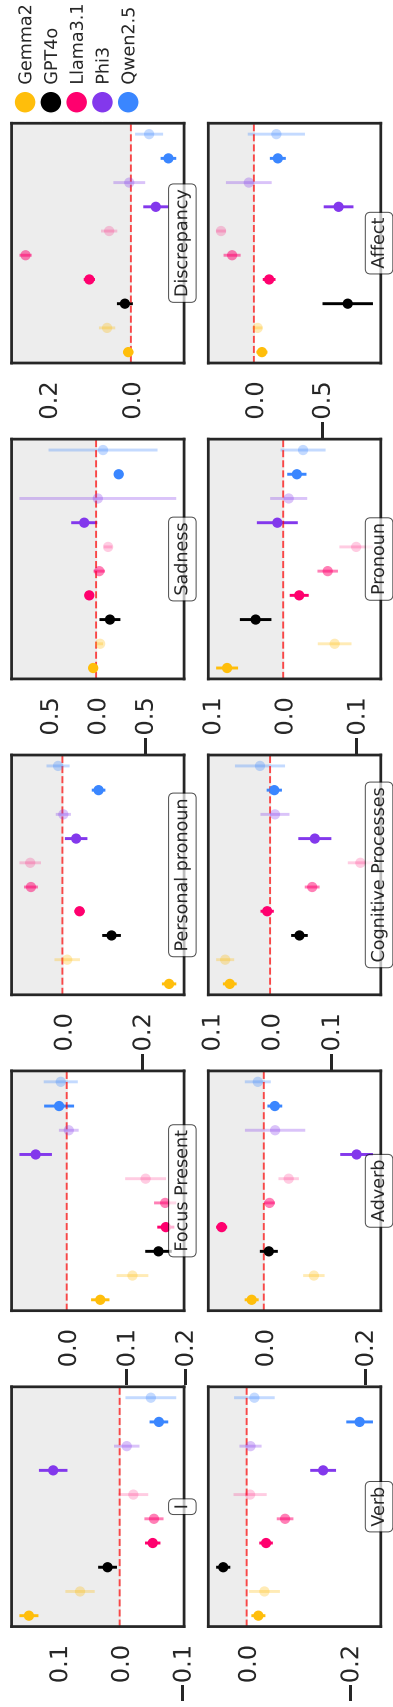 0.1
0.0
−0.1
I
0.0
−0.1
−0.2
Focus Present
0.0
−0.2
Personal pronoun
0.5
0.0
−0.5
Sadness
0.2
0.0
Discrepancy
Gemma2
GPT4o
Llama3.1
Phi3
Qwen2.5
0.0
−0.2
Verb
0.0
−0.2
Adverb
0.1
0.0
−0.1
Cognitive Processes
0.1
0.0
−0.1
Pronoun
0.0
−0.5
Affect